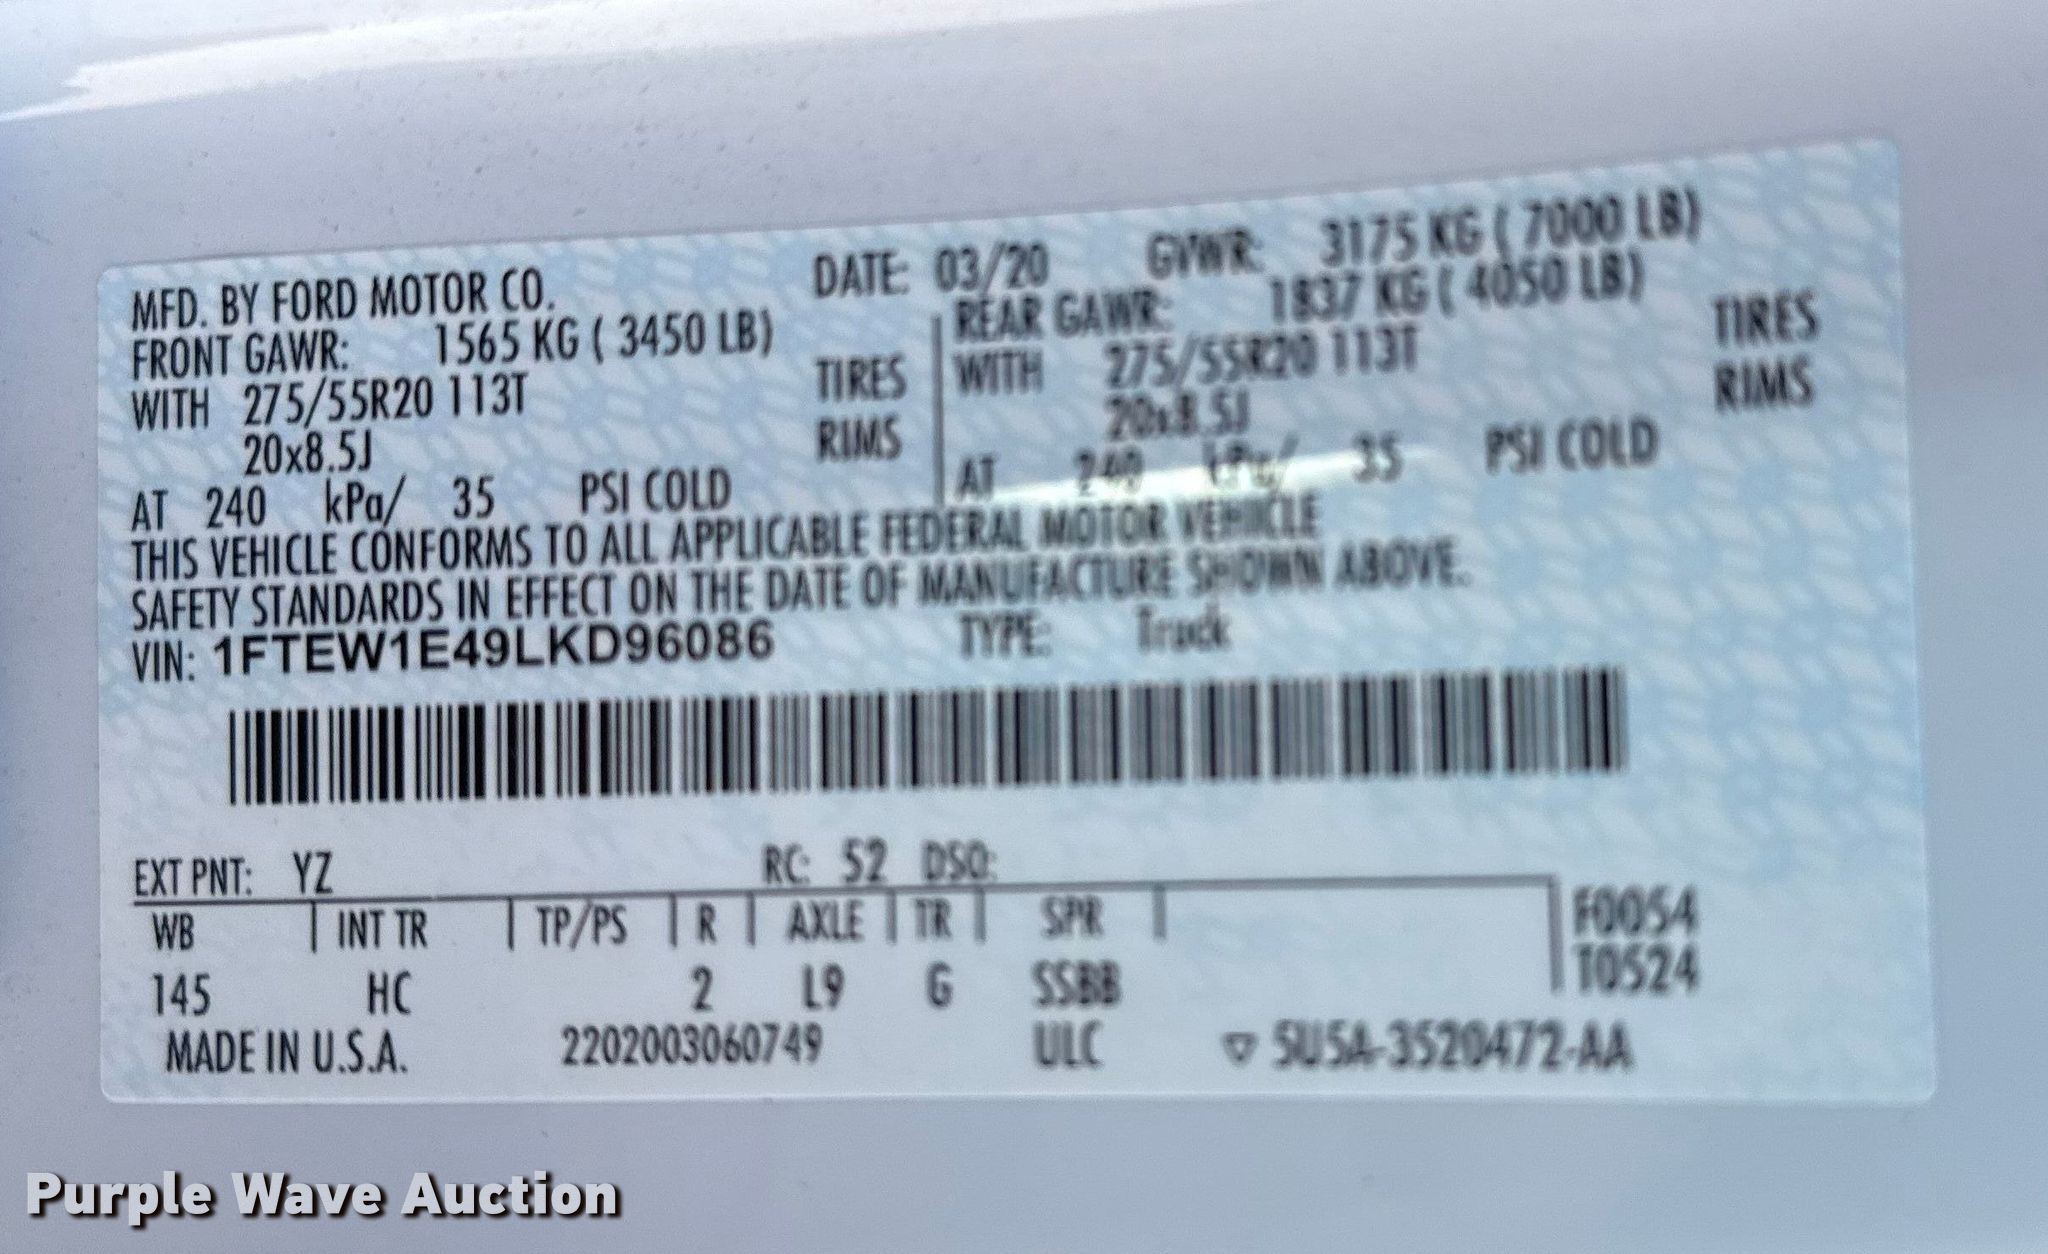 MFD. BY FORD MOTOR CO. DATE: 03/20 GVWR: 3175 KG ( 7000 LB)
FRONT GAWR: 1565 KG ( 3450 LB) REAR GAWR: 1837 KG ( 4050 LB)
WITH 275/55R20 113T TIRES WITH 275/55R20 113T TIRES
20x8.5J RIMS 20x8.5J RIMS
AT 240 kPa/ 35 PSI COLD AT 240 kPa/ 35 PSI COLD
THIS VEHICLE CONFORMS TO ALL APPLICABLE FEDERAL MOTOR VEHICLE
SAFETY STANDARDS IN EFFECT ON THE DATE OF MANUFACTURE SHOWN ABOVE.
VIN: 1FTEW1E49LKD96086 TYPE: Truck
EXT PNT: YZ RC: 52 DSO:
WB INT TR TP/PS R AXLE TR SPR F0054
T0524
145 HC 2 L9 G SSBB
MADE IN U.S.A. 2202003060749 ULC ▽ 5U5A-3520472-AA
Purple Wave Auction